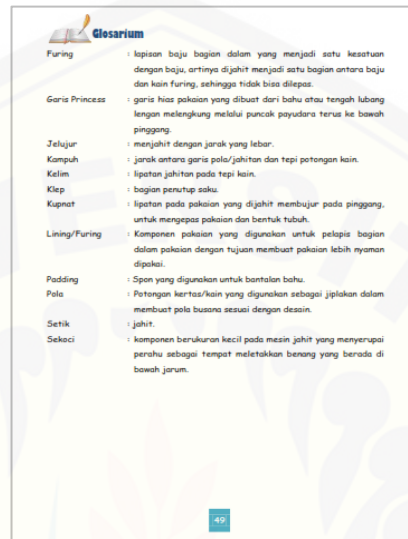 Glosarium
Furing : lapisan baju bagian dalam yang menjadi satu kesatuan
dengan baju, artinya dijahit menjadi satu bagian antara baju
dan kain furing, sehingga tidak bisa dilepas.
Garis Princess : garis hias pakaian yang dibuat dari bahu atau tengah lubang
lengan melengkung melalui puncak payudara terus ke bawah
pinggang.
Jelujur : menjahit dengan jarak yang lebar.
Kampuh : jarak antara garis pola/jahitan dan tepi potongan kain.
Kelim : lipatan jahitan pada tepi kain.
Klep : bagian penutup saku.
Kupnat : lipatan pada pakaian yang dijahit membujur pada pinggang,
untuk mengepas pakaian dan bentuk tubuh.
Lining/Furing : Komponen pakaian yang digunakan untuk pelapis bagian
dalam pakaian dengan tujuan membuat pakaian lebih nyaman
dipakai.
Padding : Spon yang digunakan untuk bantalan bahu.
Pola : Potongan kertas/kain yang digunakan sebagai jiplakan dalam
membuat pola busana sesuai dengan desain.
Setik : jahit.
Sekoci : komponen berukuran kecil pada mesin jahit yang menyerupai
perahu sebagai tempat meletakkan benang yang berada di
bawah jarum.
49